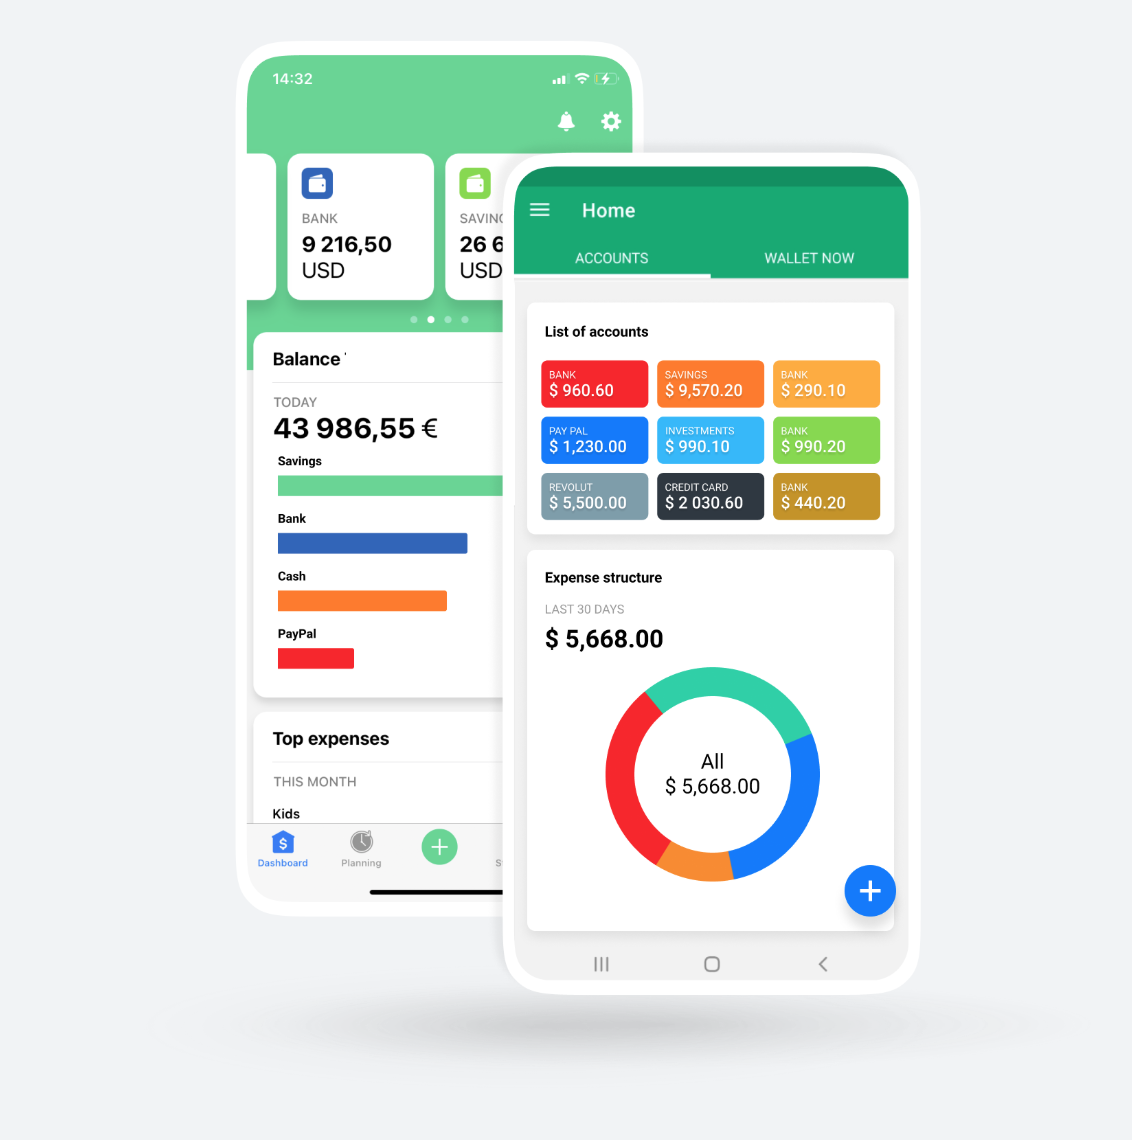 14:32
BANK
9 216,50
USD
26 6
USD
Balance
TODAY
43 986,55 €
Savings
Bank
Cash
PayPal
Top expenses
THIS MONTH
Kids
Dashboard
Planning
Home
ACCOUNTS
WALLET NOW
List of accounts
BANK
$ 960.60
SAVINGS
$ 9,570.20
BANK
$ 290.10
PAY PAL
$ 1,230.00
INVESTMENTS
$ 990.10
BANK
$ 990.20
REVOLUT
$ 5,500.00
CREDIT CARD
$ 2 030.60
BANK
$ 440.20
Expense structure
LAST 30 DAYS
$ 5,668.00
All
$ 5,668.00